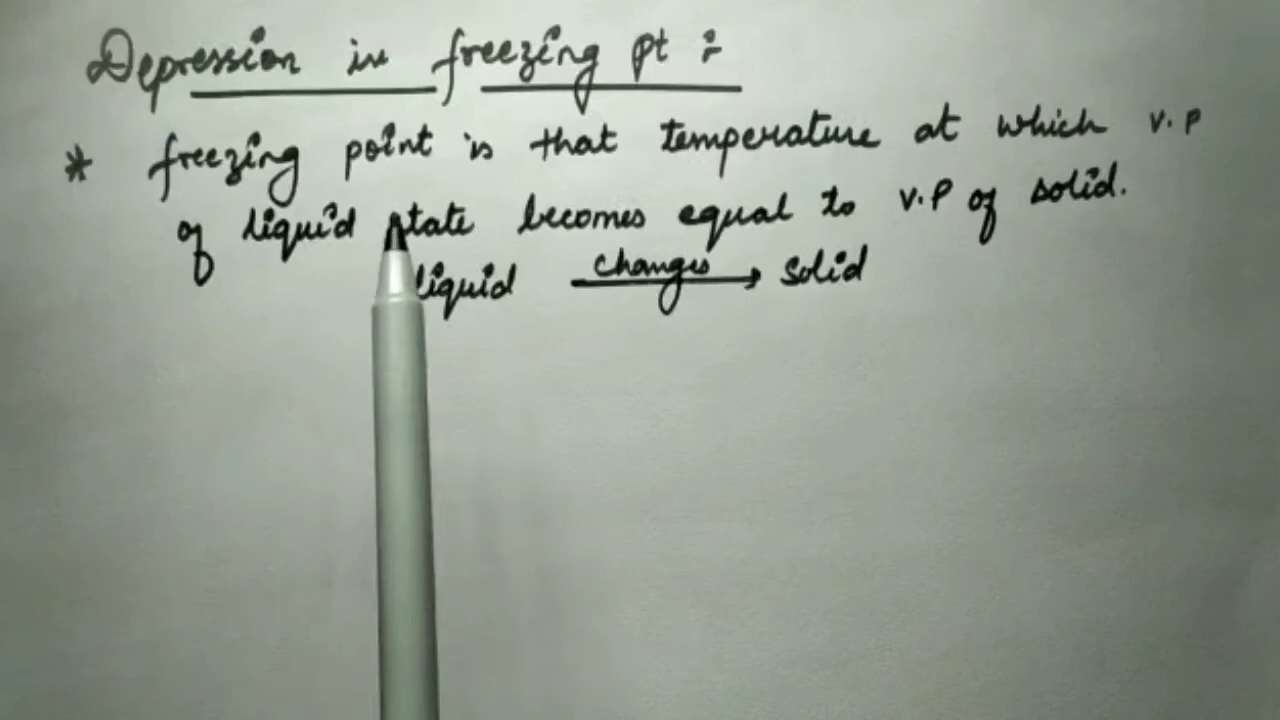 Depression in freezing pt :-
* freezing point is that temperature at which v.p
of liquid state becomes equal to v.p of solid.
liquid changes → solid